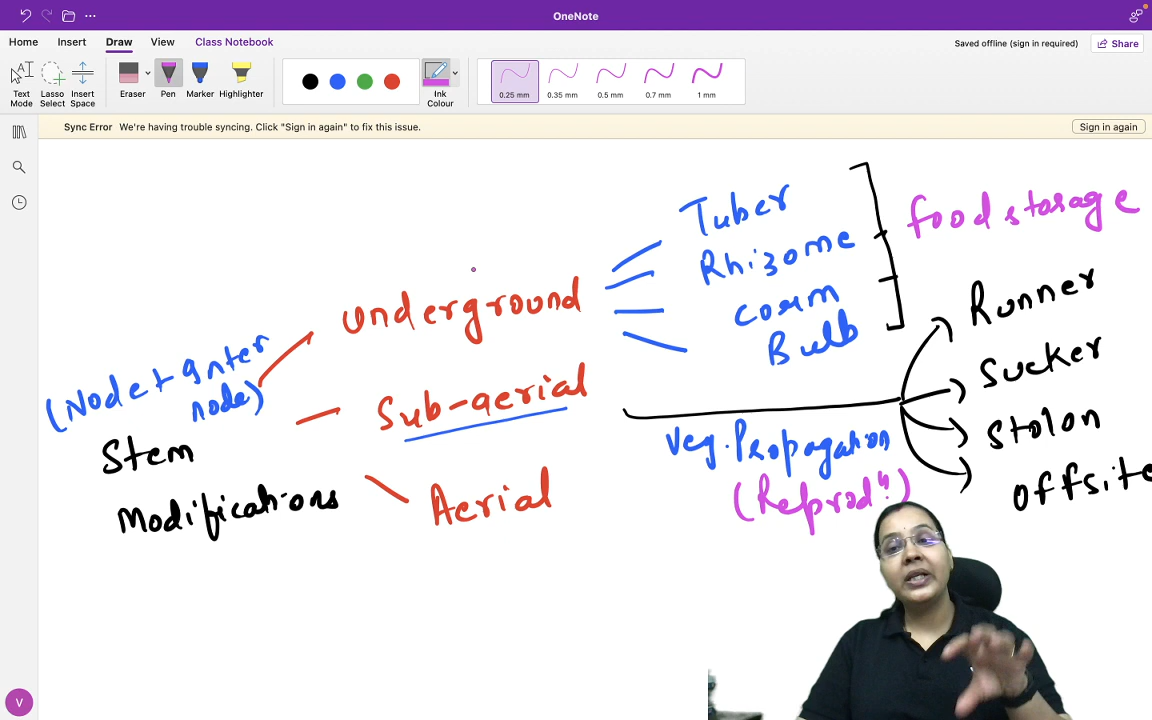 OneNote
Home Insert Draw View Class Notebook
Saved offline (sign in required) Share
Text Mode
Lasso Select
Insert Space
Eraser
Pen
Marker
Highlighter
Ink Colour
0.25 mm
0.35 mm
0.5 mm
0.7 mm
1 mm
Sync Error We're having trouble syncing. Click "Sign in again" to fix this issue. Sign in again
(Node + Inter
node)
Stem
Modifications
Underground
Sub-aerial
Aerial
Tuber
Rhizome
Corm
Bulb
food storage
Veg. Propagation
(Reprodⁿ)
Runner
Sucker
Stolon
offsite
V